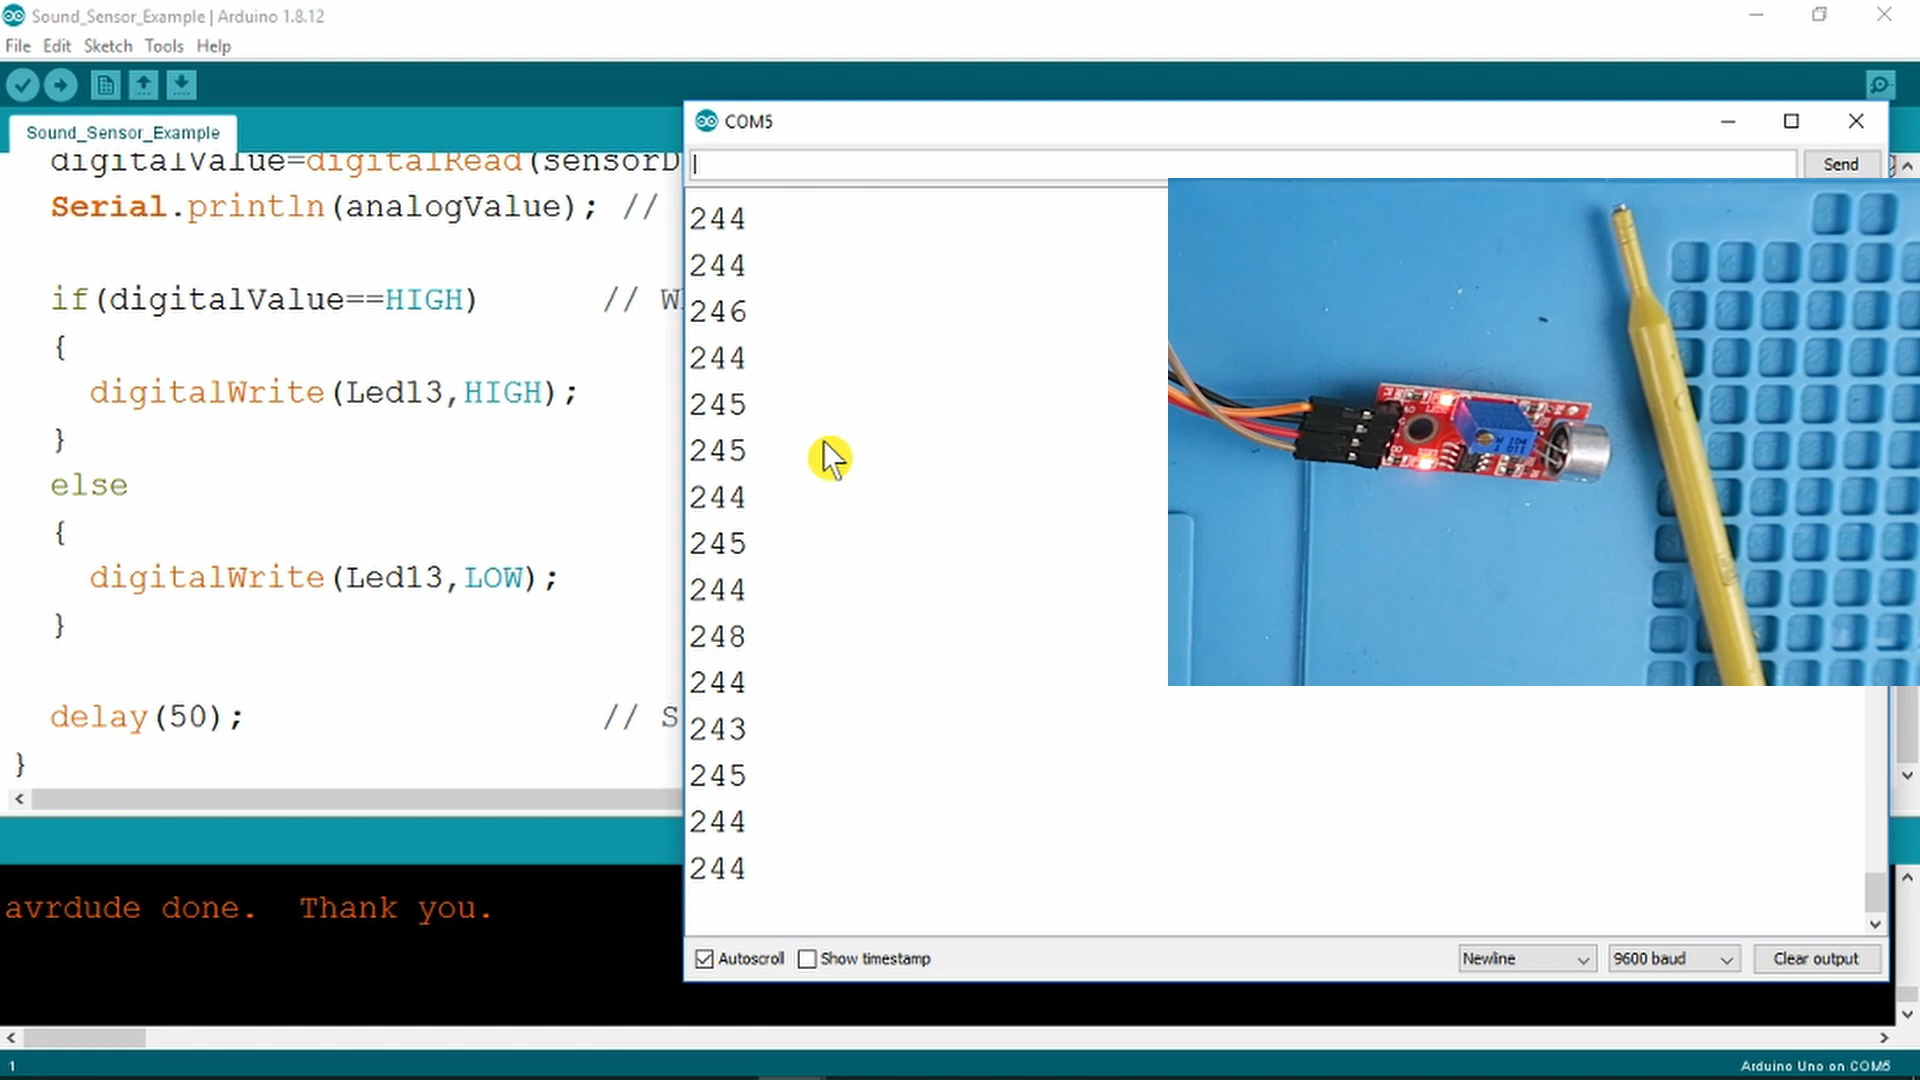 Sound_Sensor_Example | Arduino 1.8.12
File Edit Sketch Tools Help
Sound_Sensor_Example
digitalValue=digitalRead(sensorD
Serial.println(analogValue); //
if(digitalValue==HIGH) // W
{
digitalWrite(Led13,HIGH);
}
else
{
digitalWrite(Led13,LOW);
}
delay(50); // S
}
avrdude done. Thank you.
1
Arduino Uno on COM5
COM5
Send
244
244
246
244
245
245
244
245
244
248
244
243
245
244
244
Autoscroll
Show timestamp
Newline
9600 baud
Clear output